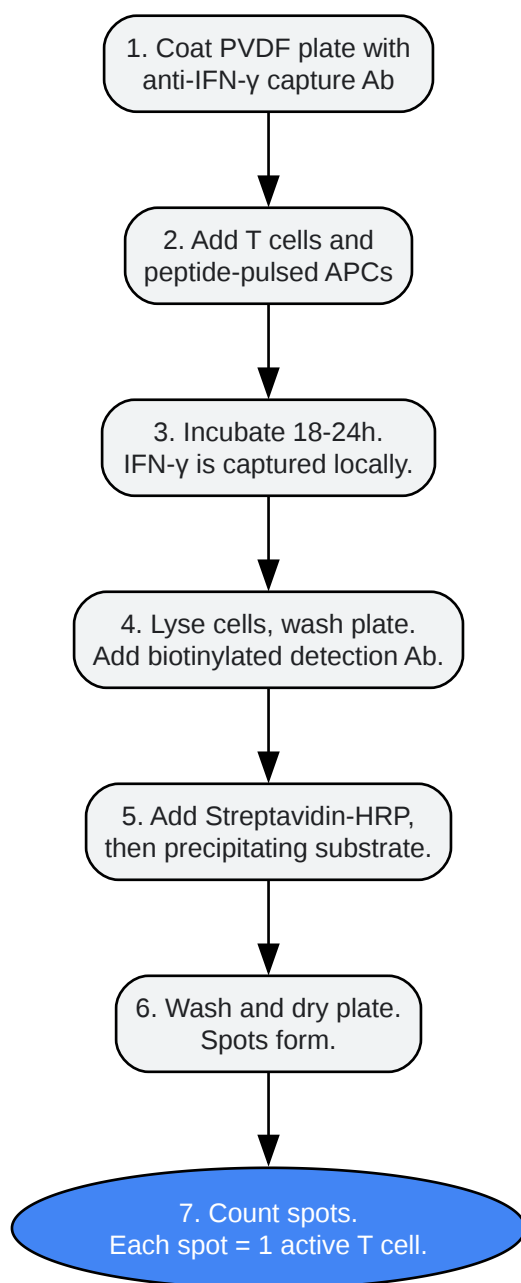 1. Coat PVDF plate with
anti-IFN-γ capture Ab
2. Add T cells and
peptide-pulsed APCs
3. Incubate 18-24h.
IFN-γ is captured locally.
4. Lyse cells, wash plate.
Add biotinylated detection Ab.
5. Add Streptavidin-HRP,
then precipitating substrate.
6. Wash and dry plate.
Spots form.
7. Count spots.
Each spot = 1 active T cell.